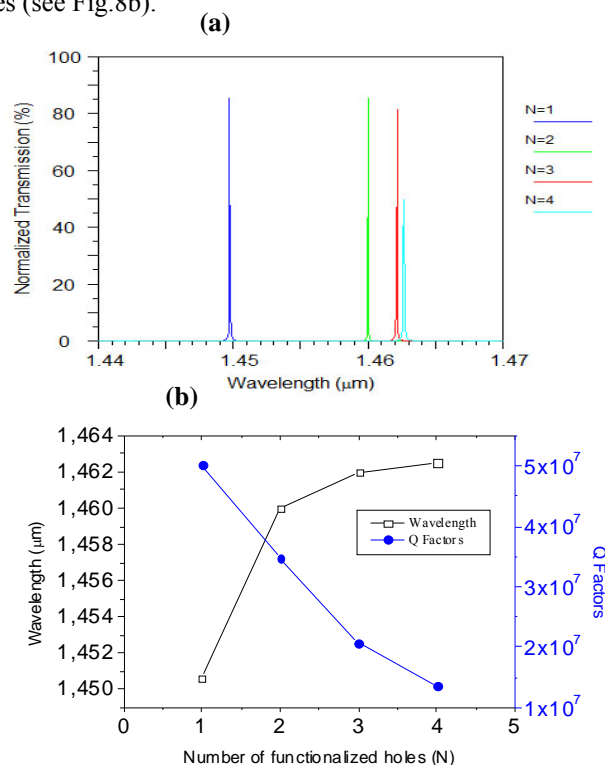 es (see Fig.8b).
(a)
Normalized Transmission (%)
100
80
60
40
20
0
1.44
1.45
1.46
1.47
Wavelength (μm)
N=1
N=2
N=3
N=4
(b)
Wavelength (μm)
1,464
1,462
1,460
1,458
1,456
1,454
1,452
1,450
Wavelength
Q Factors
5x10⁷
4x10⁷
3x10⁷
2x10⁷
1x10⁷
Q Factors
0
1
2
3
4
5
Number of functionalized holes (N)